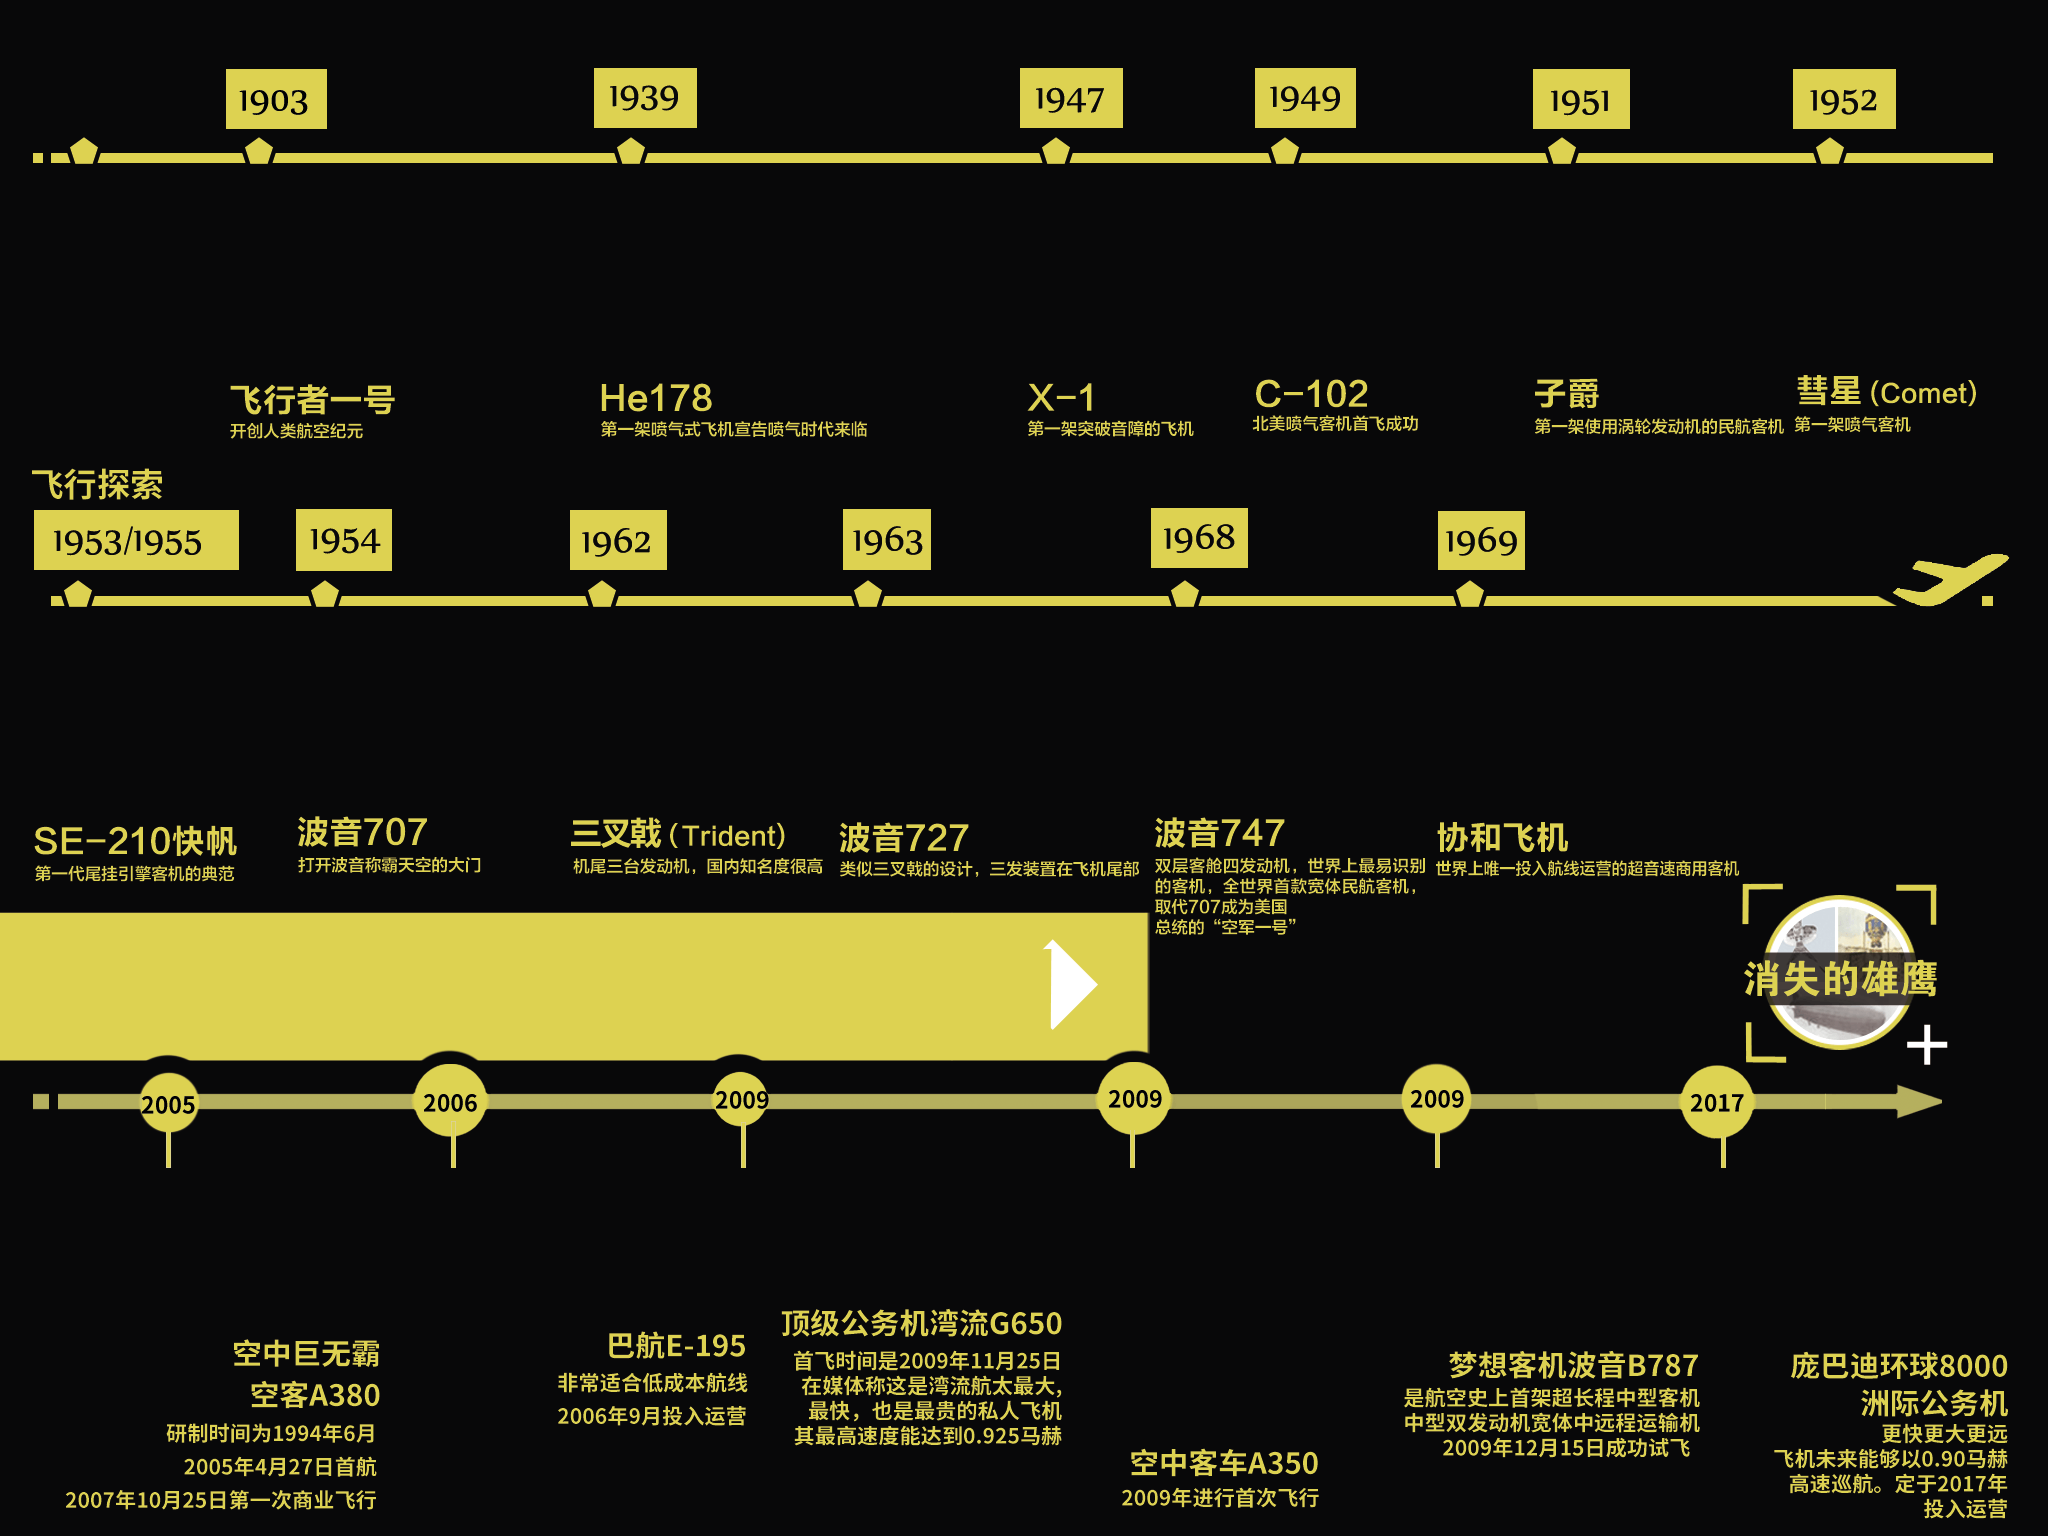 1903
1939
1947
1949
1951
1952
飞行者一号
开创人类航空纪元
He178
第一架喷气式飞机宣告喷气时代来临
X-1
第一架突破音障的飞机
C-102
北美喷气客机首飞成功
子爵
第一架使用涡轮发动机的民航客机
彗星（Comet）
第一架喷气客机
飞行探索
1953/1955
1954
1962
1963
1968
1969
SE-210快帆
第一代尾挂引擎客机的典范
波音707
打开波音称霸天空的大门
三叉戟（Trident）
机尾三台发动机，国内知名度很高
波音727
类似三叉戟的设计，三发装置在飞机尾部
波音747
双层客舱四发动机，世界上最易识别
的客机，全世界首款宽体民航客机，
取代707成为美国
总统的“空军一号”
协和飞机
世界上唯一投入航线运营的超音速商用客机
消失的雄鹰
2005
2006
2009
2009
2009
2017
空中巨无霸
空客A380
研制时间为1994年6月
2005年4月27日首航
2007年10月25日第一次商业飞行
巴航E-195
非常适合低成本航线
2006年9月投入运营
顶级公务机湾流G650
首飞时间是2009年11月25日
在媒体称这是湾流航太最大,
最快，也是最贵的私人飞机
其最高速度能达到0.925马赫
空中客车A350
2009年进行首次飞行
梦想客机波音B787
是航空史上首架超长程中型客机
中型双发动机宽体中远程运输机
2009年12月15日成功试飞
庞巴迪环球8000
洲际公务机
更快更大更远
飞机未来能够以0.90马赫
高速巡航。定于2017年
投入运营